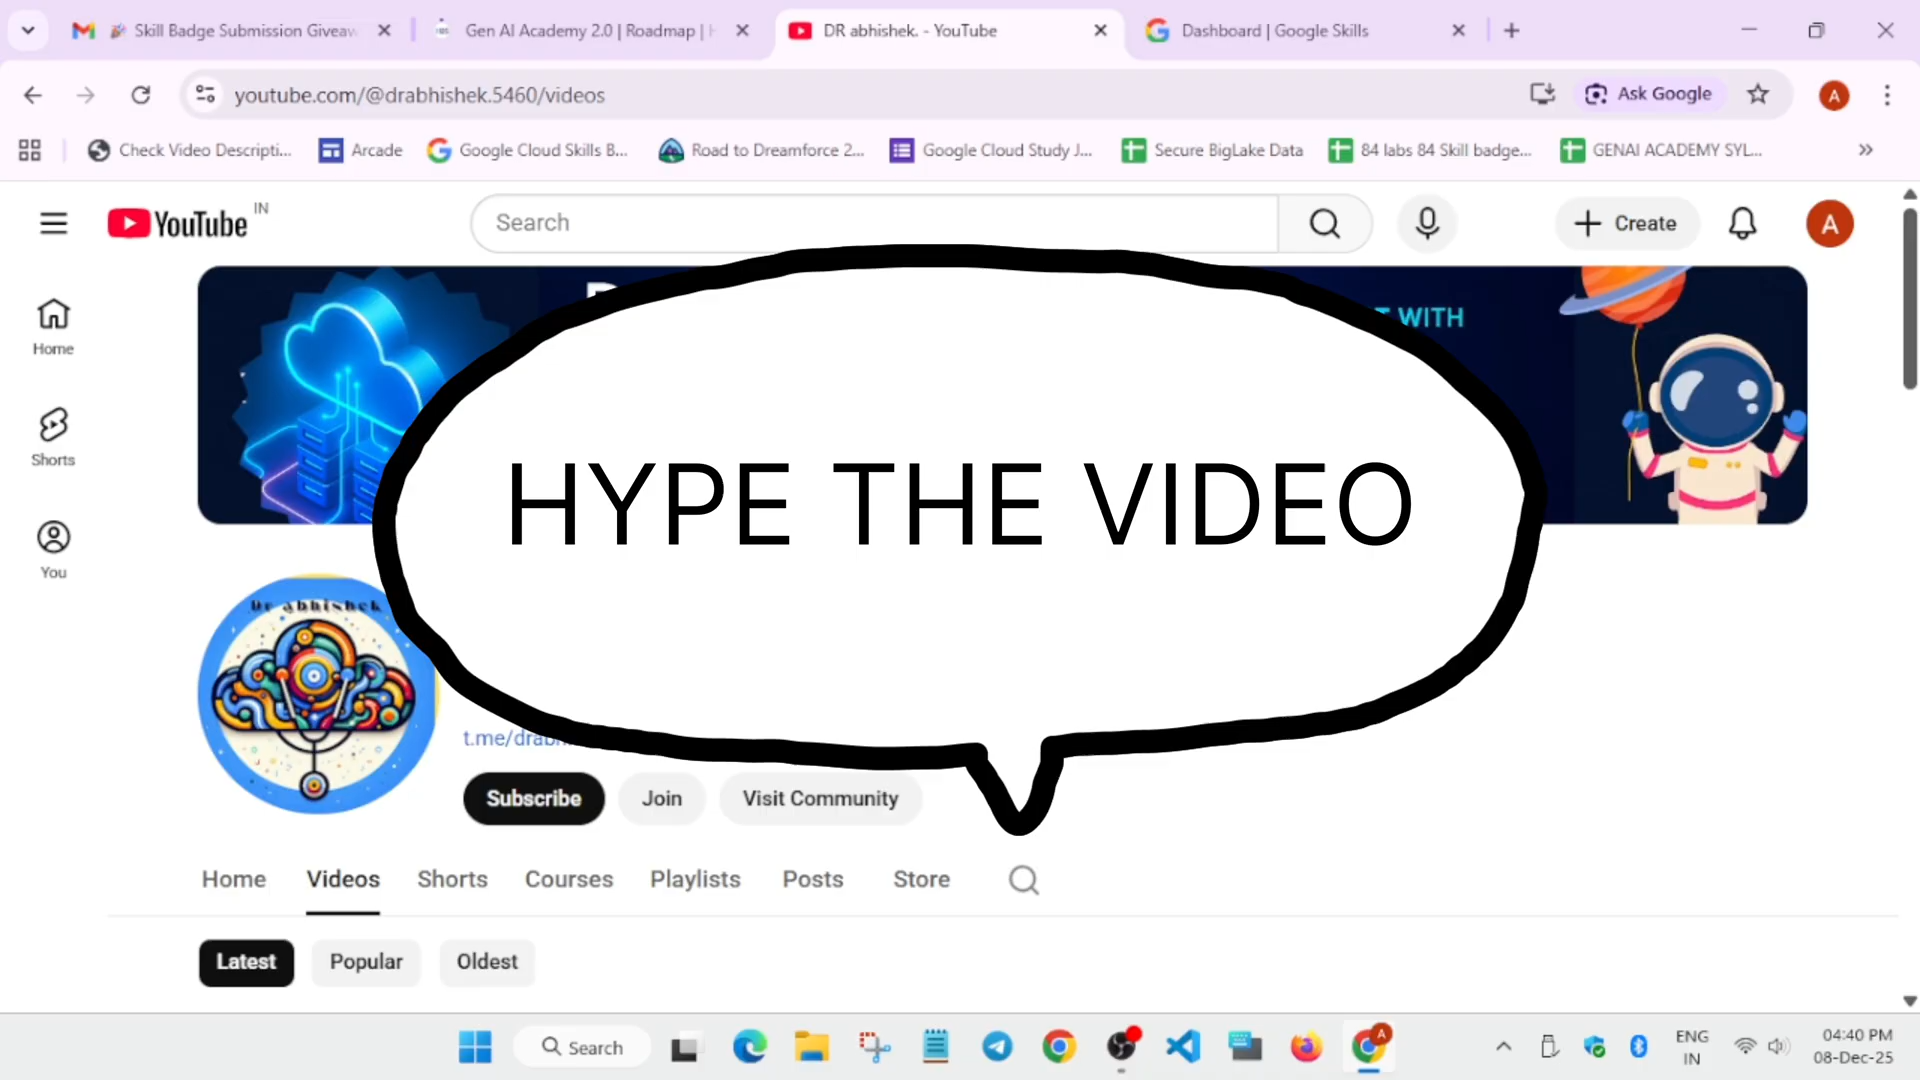 Skill Badge Submission Giveaw
Gen AI Academy 2.0 | Roadmap | H
DR abhishek. - YouTube
Dashboard | Google Skills
youtube.com/@drabhishek.5460/videos
Ask Google
A
Check Video Descripti...
Arcade
Google Cloud Skills B...
Road to Dreamforce 2...
Google Cloud Study J...
Secure BigLake Data
84 labs 84 Skill badge...
GENAI ACADEMY SYL...
YouTube IN
Search
Create
A
Home
Shorts
You
WITH
HYPE THE VIDEO
Dr abhishek
t.me/drabh
Subscribe
Join
Visit Community
Home
Videos
Shorts
Courses
Playlists
Posts
Store
Latest
Popular
Oldest
Search
A
ENG
IN
04:40 PM
08-Dec-25